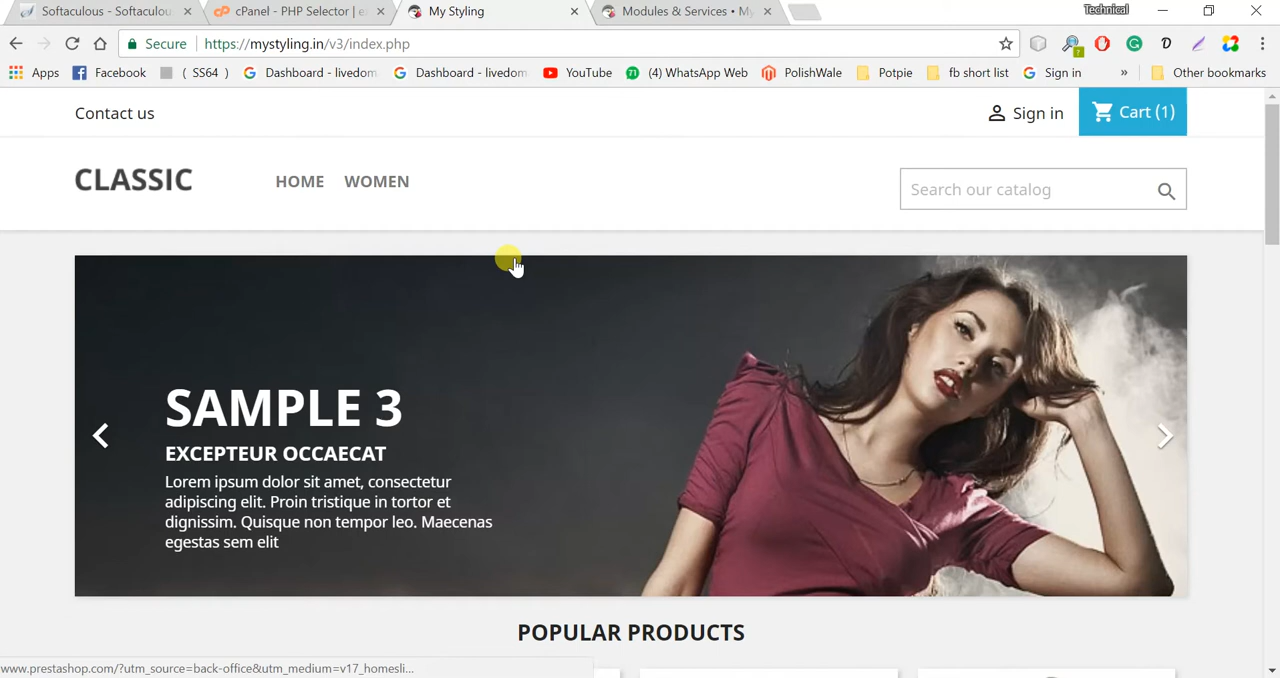 Softaculous - Softaculou
cPanel - PHP Selector | e
My Styling
Modules & Services • My
Technical
Secure
https://mystyling.in/v3/index.php
Apps
Facebook
( SS64 )
Dashboard - livedom
Dashboard - livedom
YouTube
(4) WhatsApp Web
PolishWale
Potpie
fb short list
Sign in
»
Other bookmarks
Contact us
Sign in
Cart (1)
CLASSIC
HOME
WOMEN
Search our catalog
SAMPLE 3
EXCEPTEUR OCCAECAT
Lorem ipsum dolor sit amet, consectetur
adipiscing elit. Proin tristique in tortor et
dignissim. Quisque non tempor leo. Maecenas
egestas sem elit
POPULAR PRODUCTS
www.prestashop.com/?utm_source=back-office&utm_medium=v17_homesli...